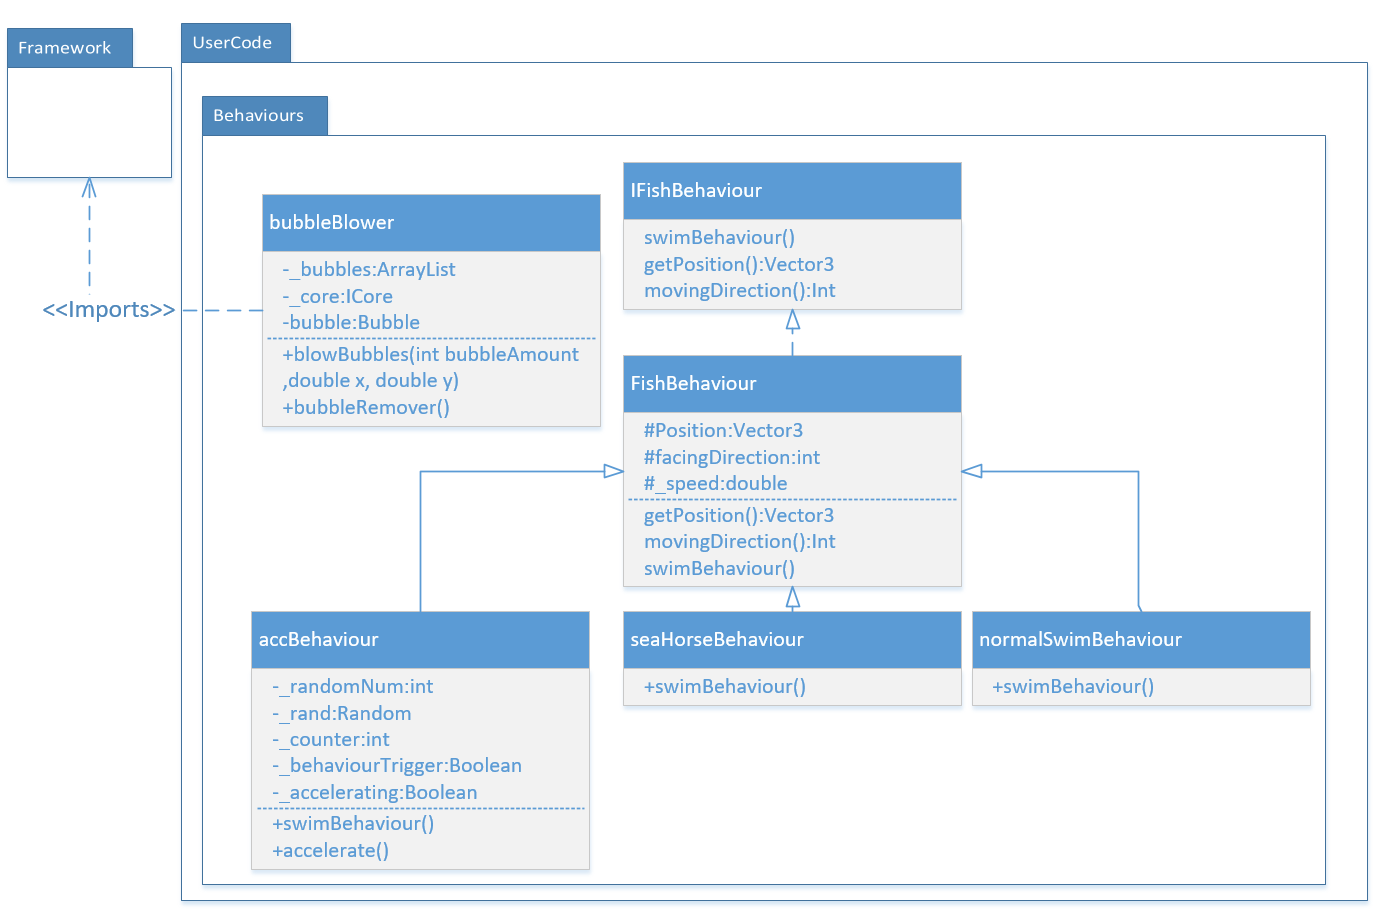 Framework
UserCode
Behaviours
<<Imports>>
bubbleBlower
-_bubbles:ArrayList
-_core:ICore
-bubble:Bubble
+blowBubbles(int bubbleAmount
,double x, double y)
+bubbleRemover()
IFishBehaviour
swimBehaviour()
getPosition():Vector3
movingDirection():Int
FishBehaviour
#Position:Vector3
#facingDirection:int
#_speed:double
getPosition():Vector3
movingDirection():Int
swimBehaviour()
accBehaviour
-_randomNum:int
-_rand:Random
-_counter:int
-_behaviourTrigger:Boolean
-_accelerating:Boolean
+swimBehaviour()
+accelerate()
seaHorseBehaviour
+swimBehaviour()
normalSwimBehaviour
+swimBehaviour()